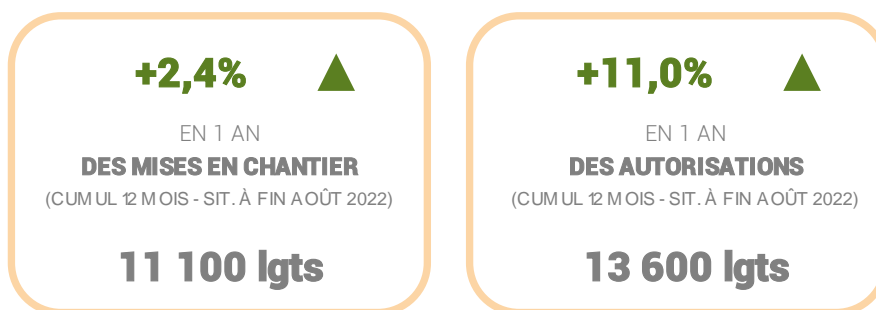 +2,4%
EN 1 AN
DES MISES EN CHANTIER
(CUMUL 12 MOIS - SIT. À FIN AOÛT 2022)
11 100 lgts
+11,0%
EN 1 AN
DES AUTORISATIONS
(CUMUL 12 MOIS - SIT. À FIN AOÛT 2022)
13 600 lgts